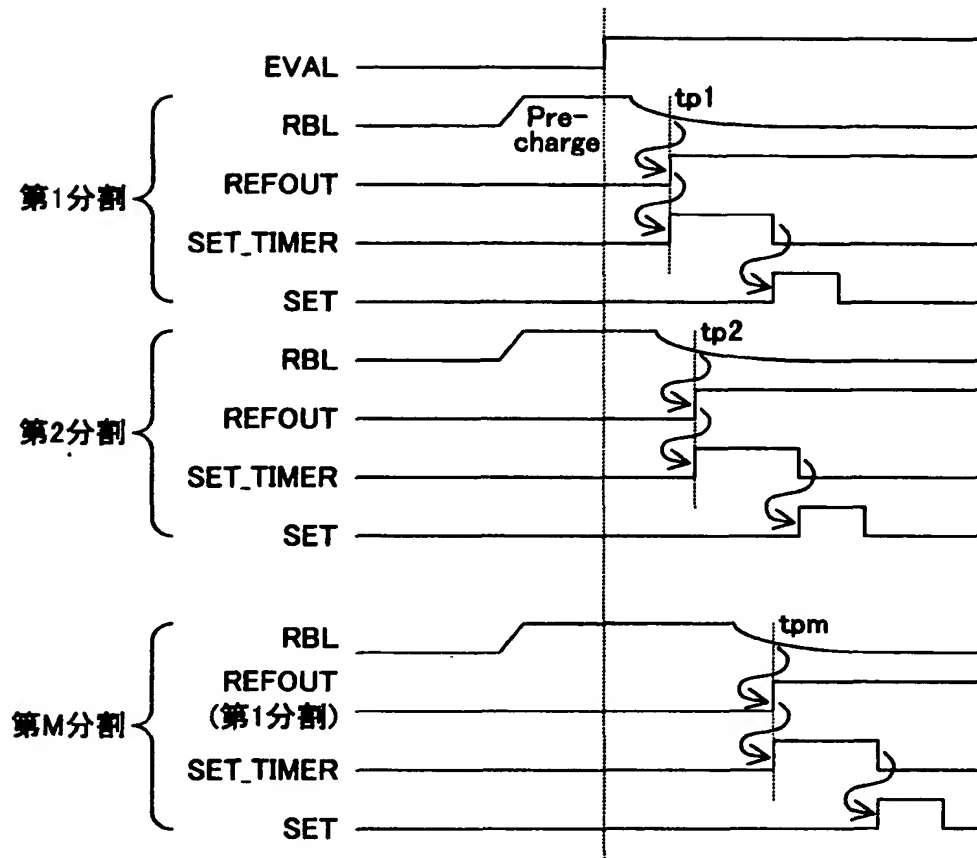 EVAL
第1分割
RBL
Pre-
charge
tp1
REFOUT
SET_TIMER
SET
第2分割
RBL
tp2
REFOUT
SET_TIMER
SET
第M分割
RBL
tpm
REFOUT
(第1分割)
SET_TIMER
SET